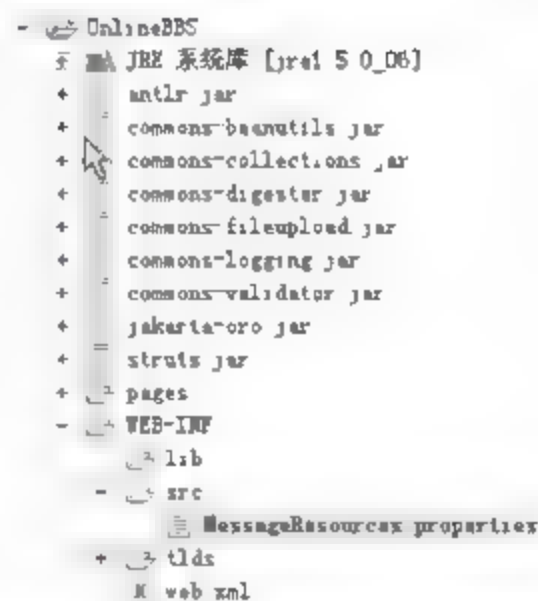 OnlineBBS
JRE 系统库 [jre1.5.0_06]
antlr.jar
commons-beanutils.jar
commons-collections.jar
commons-digester.jar
commons-fileupload.jar
commons-logging.jar
commons-validator.jar
jakarta-oro.jar
struts.jar
pages
WEB-INF
lib
src
MessageResources.properties
tlds
web.xml